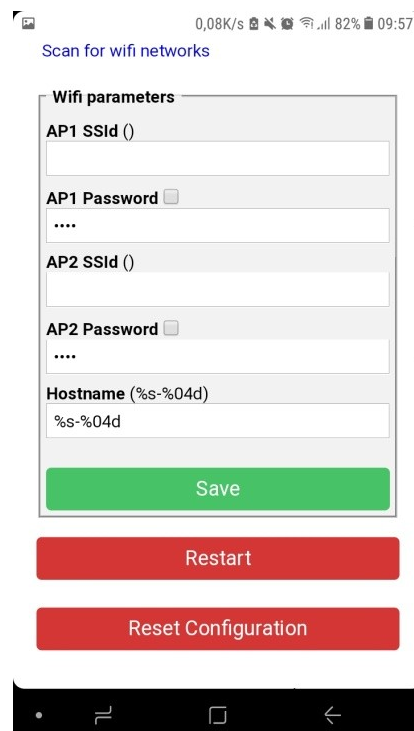 0,08K/s 82% 09:57
Scan for wifi networks
Wifi parameters
AP1 SSId ()
AP1 Password
••••
AP2 SSId ()
AP2 Password
••••
Hostname (%s-%04d)
%s-%04d
Save
Restart
Reset Configuration